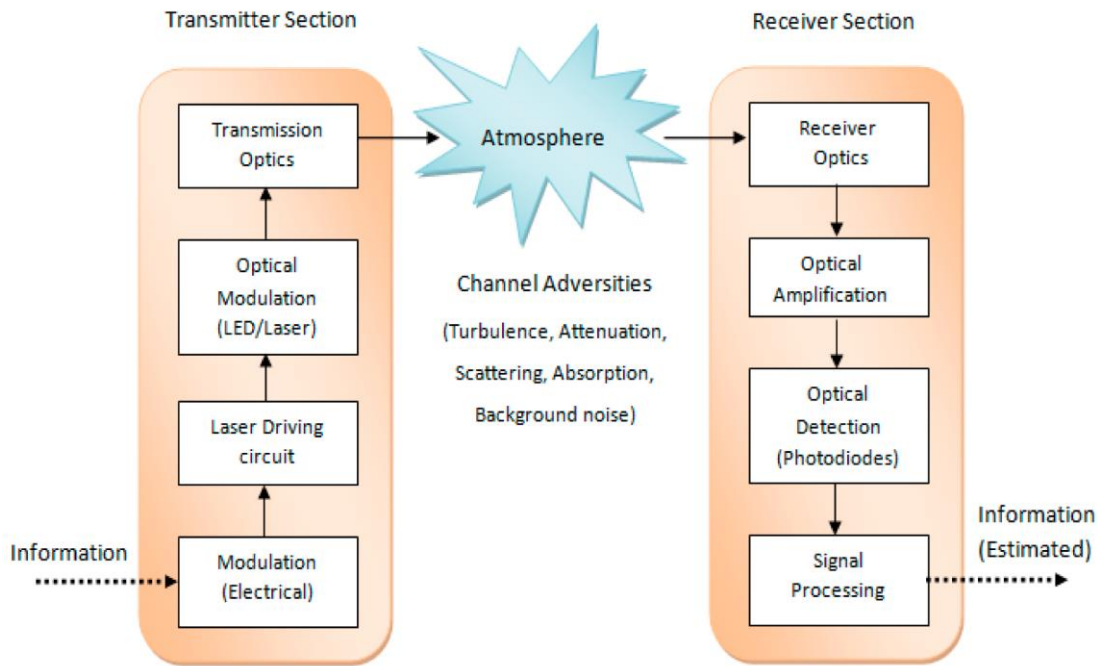 Transmitter Section
Receiver Section
Transmission
Optics
Atmosphere
Receiver
Optics
Optical
Modulation
(LED/Laser)
Channel Adversities
(Turbulence, Attenuation,
Scattering, Absorption,
Background noise)
Optical
Amplification
Laser Driving
circuit
Optical
Detection
(Photodiodes)
Information
Modulation
(Electrical)
Signal
Processing
Information
(Estimated)